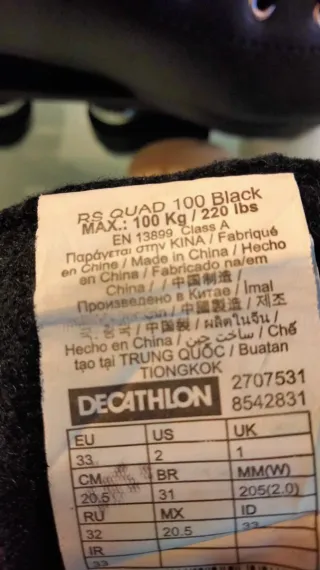 RS QUAD 100 Black
MAX.: 100 Kg / 220 lbs
EN 13899 Class A
Παράγεται στην ΚΙΝΑ / Fabriqué
en Chine / Made in China / Hecho
en China / Fabricado na/em
China / / 中国制造 /
Произведено в Китае / Imal
/ Çin / 中國製造 / 제조
/ 中国製 / ผลิตในจีน /
Hecho en China / ساخت چین / Chế
tạo tại TRUNG QUỐC / Buatan
TIONGKOK
DECATHLON 2707531
8542831
EU US UK
33 2 1
CM BR MM(W)
20.5 31 205(2.0)
RU MX ID
32 20.5 33
IR
33